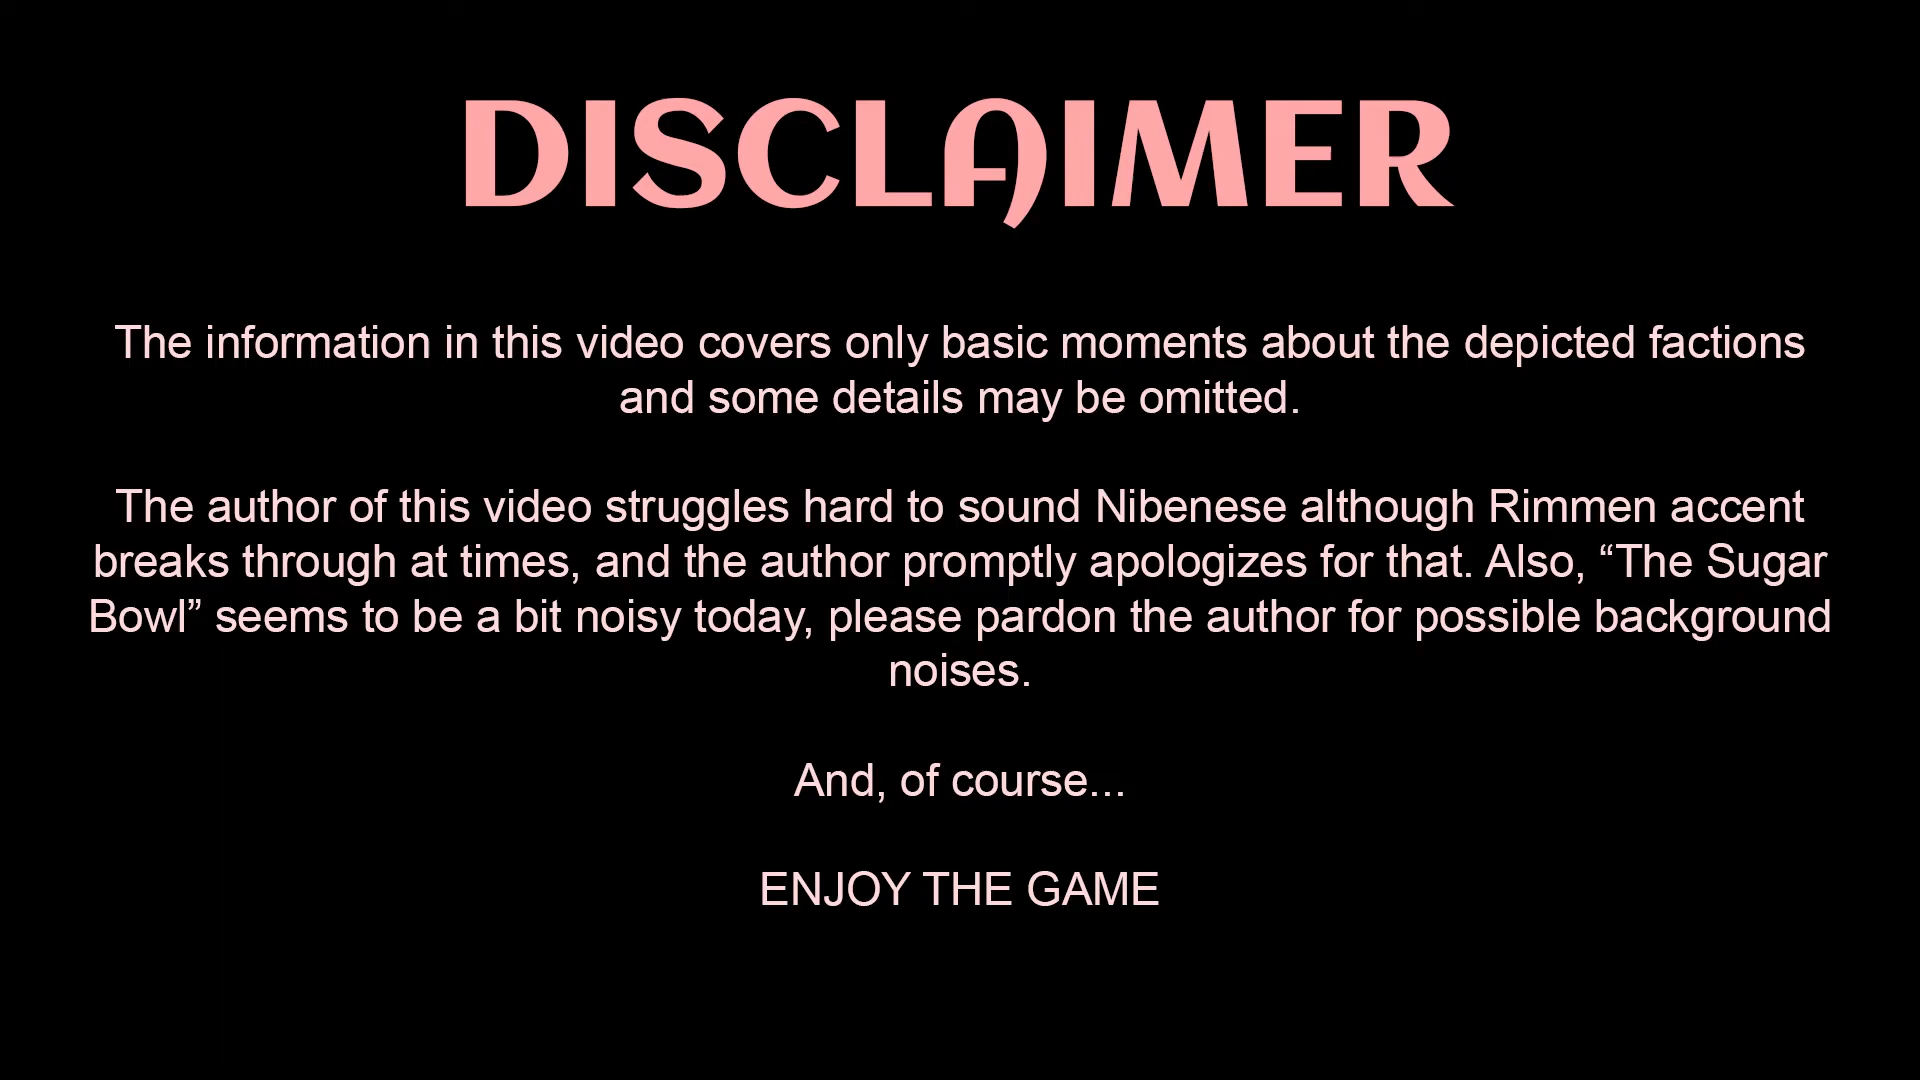 DISCLAIMER
The information in this video covers only basic moments about the depicted factions
and some details may be omitted.
The author of this video struggles hard to sound Nibenese although Rimmen accent
breaks through at times, and the author promptly apologizes for that. Also, “The Sugar
Bowl” seems to be a bit noisy today, please pardon the author for possible background
noises.
And, of course...
ENJOY THE GAME